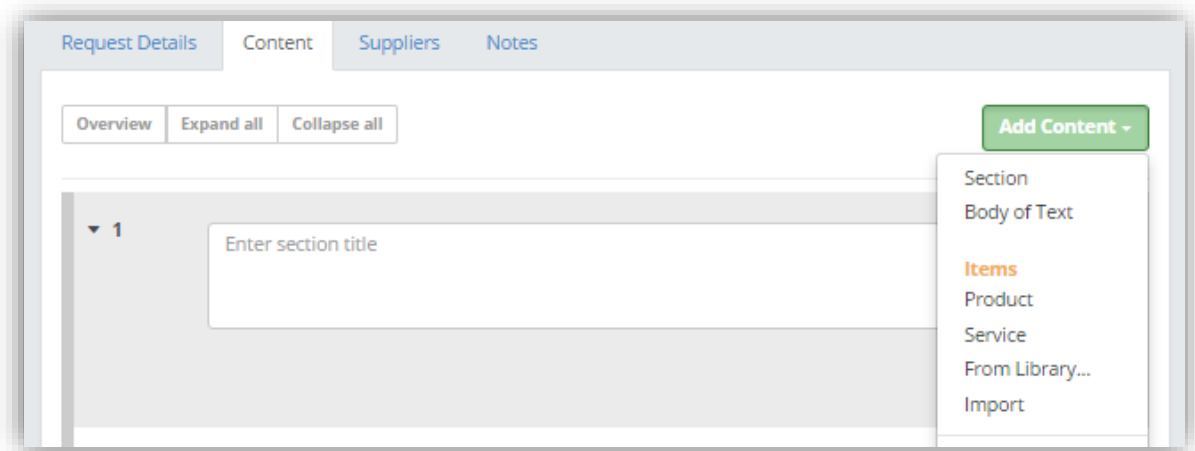 Request Details Content Suppliers Notes
Overview Expand all Collapse all Add Content
Section
Body of Text
1
Enter section title
Items
Product
Service
From Library...
Import